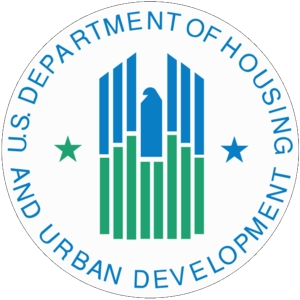 U.S. DEPARTMENT OF HOUSING
AND URBAN DEVELOPMENT